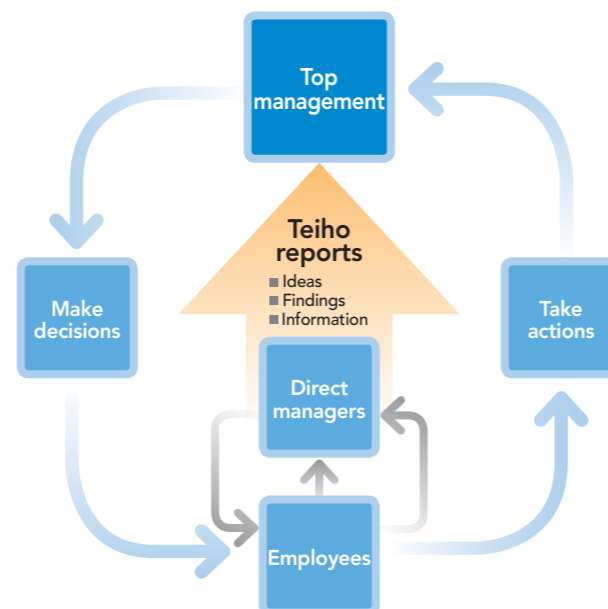 Top
management
Teiho
reports
Ideas
Findings
Information
Make
decisions
Take
actions
Direct
managers
Employees